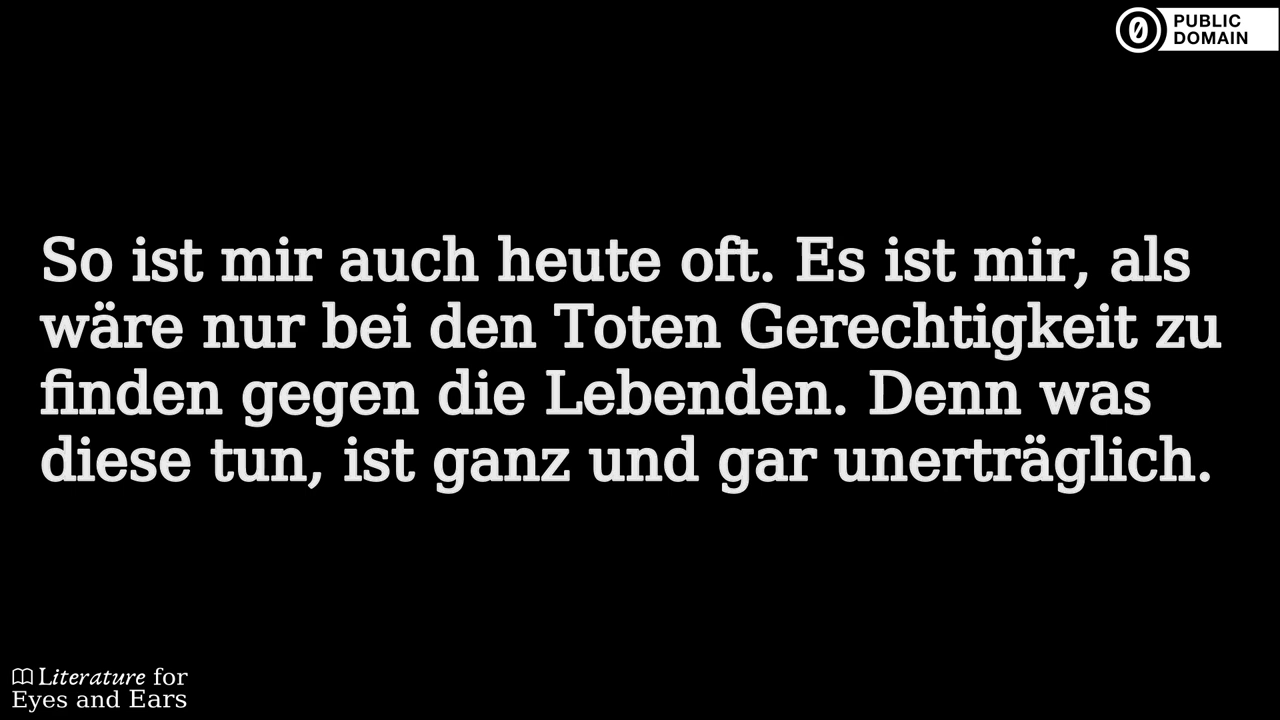 PUBLIC
DOMAIN
So ist mir auch heute oft. Es ist mir, als
wäre nur bei den Toten Gerechtigkeit zu
finden gegen die Lebenden. Denn was
diese tun, ist ganz und gar unerträglich.
Literature for
Eyes and Ears